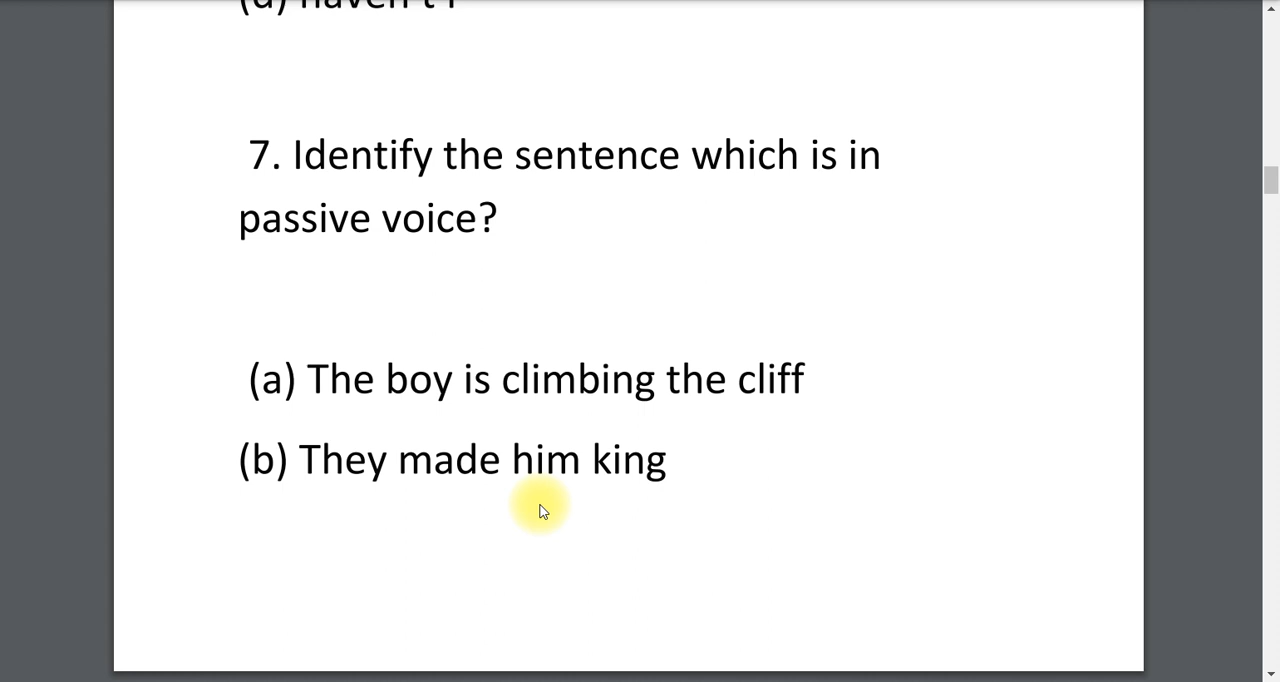 (d) haven't I
7. Identify the sentence which is in
passive voice?
(a) The boy is climbing the cliff
(b) They made him king